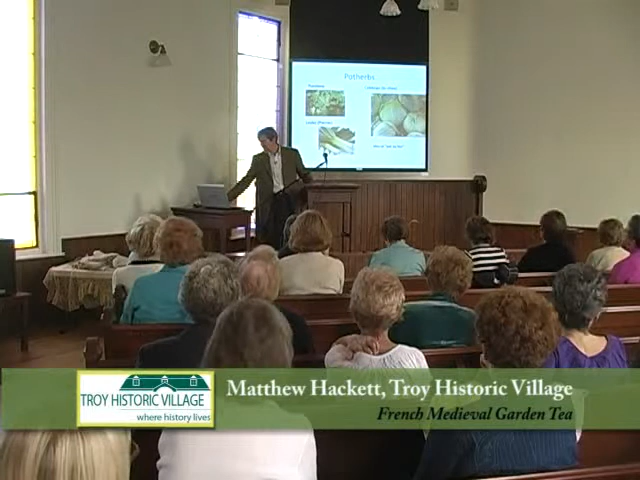 Potherbs
TROY HISTORIC VILLAGE
where history lives
Matthew Hackett, Troy Historic Village
French Medieval Garden Tea